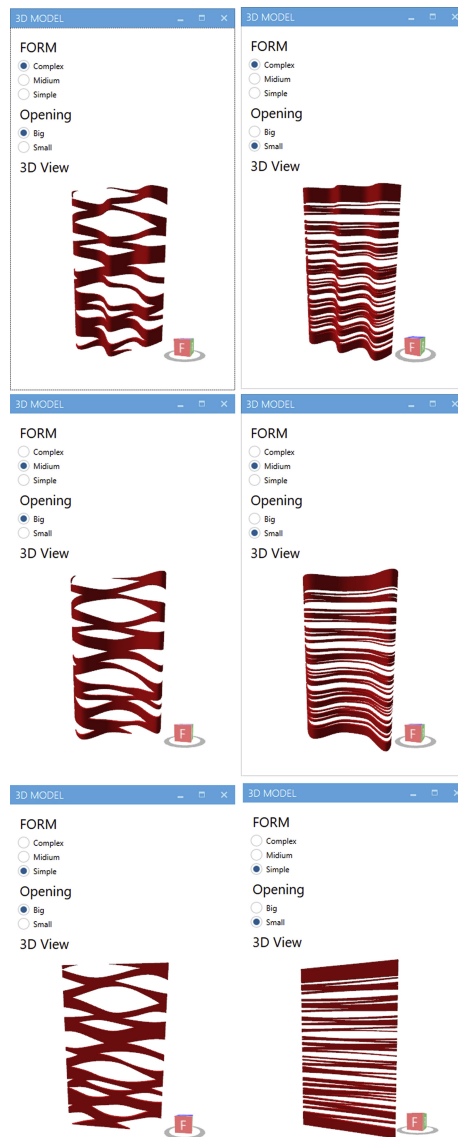 3D MODEL
FORM
Complex
Midium
Simple
Opening
Big
Small
3D View
F
3D MODEL
FORM
Complex
Midium
Simple
Opening
Big
Small
3D View
F
3D MODEL
FORM
Complex
Midium
Simple
Opening
Big
Small
3D View
F
3D MODEL
FORM
Complex
Midium
Simple
Opening
Big
Small
3D View
F
3D MODEL
FORM
Complex
Midium
Simple
Opening
Big
Small
3D View
F
3D MODEL
FORM
Complex
Midium
Simple
Opening
Big
Small
3D View
F